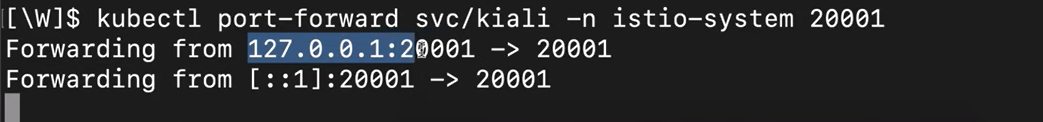 [\W]$ kubectl port-forward svc/kiali -n istio-system 20001
Forwarding from 127.0.0.1:20001 -> 20001
Forwarding from [::1]:20001 -> 20001